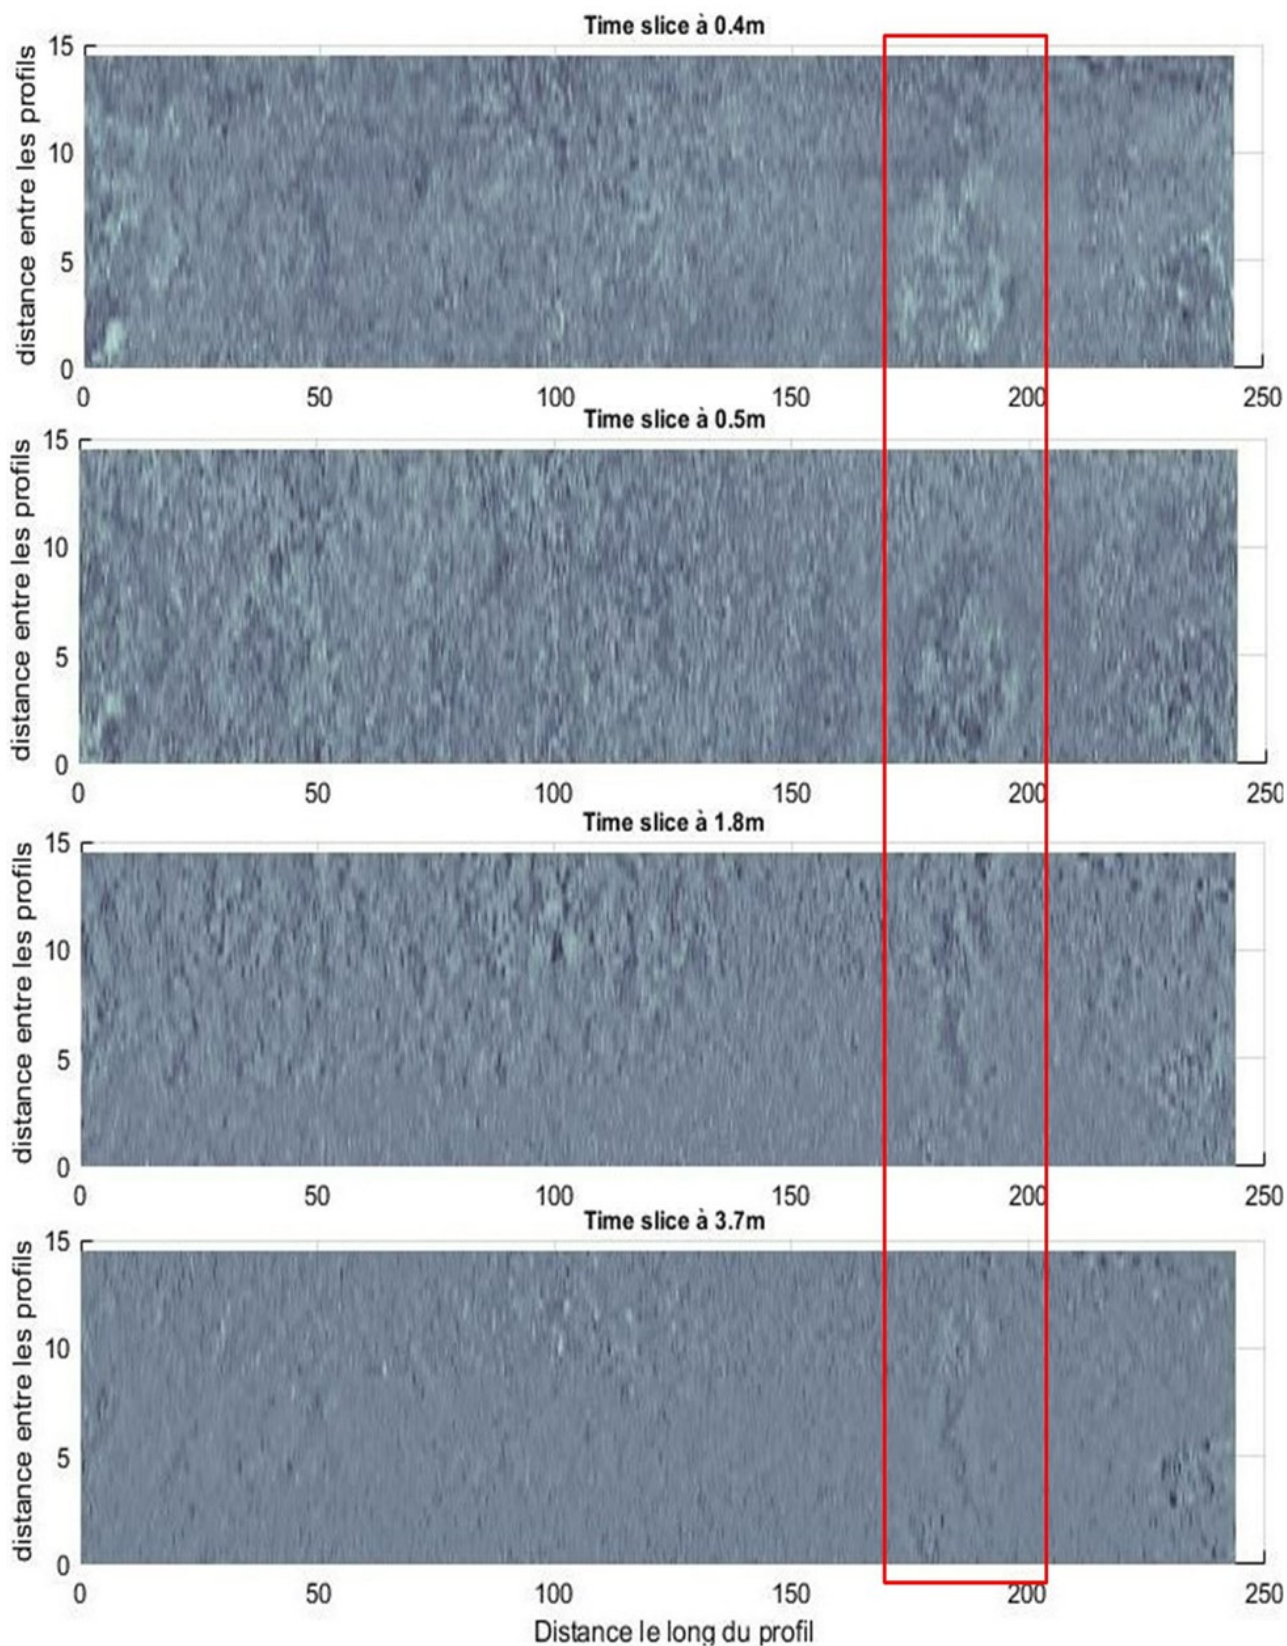 Time slice à 0.4m
distance entre les profils
15
10
5
0
0 50 100 150 200 250
Time slice à 0.5m
distance entre les profils
15
10
5
0
0 50 100 150 200 250
Time slice à 1.8m
distance entre les profils
15
10
5
0
0 50 100 150 200 250
Time slice à 3.7m
distance entre les profils
15
10
5
0
0 50 100 150 200 250
Distance le long du profil